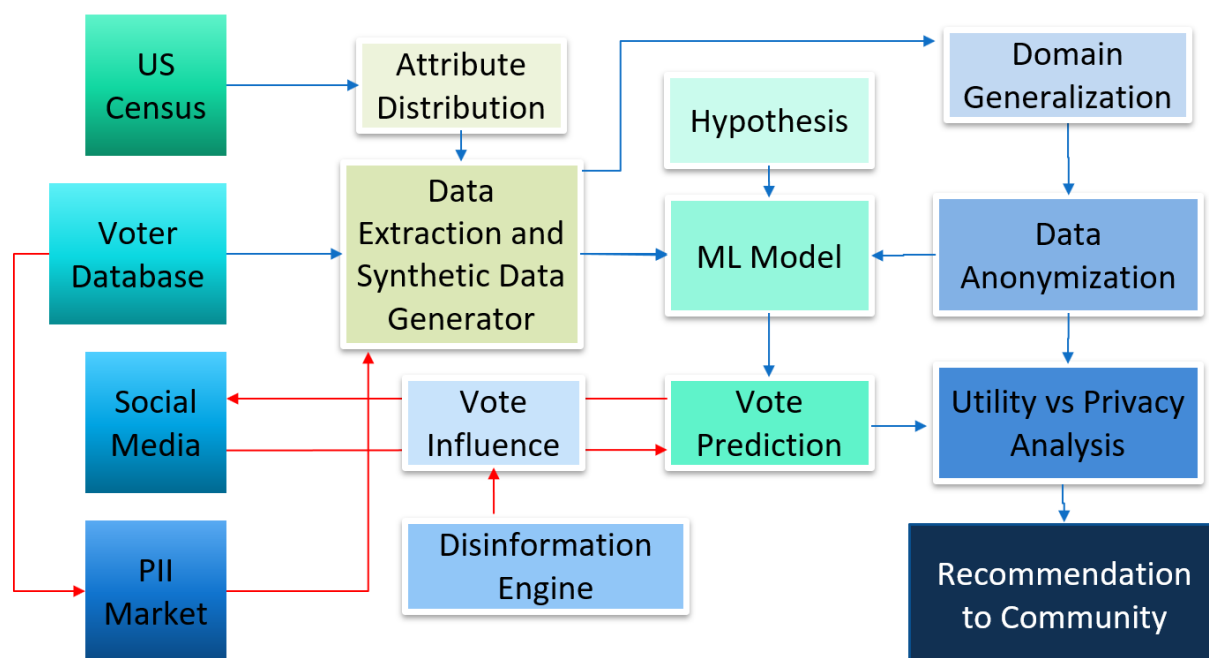 US
Census
Attribute
Distribution
Domain
Generalization
Hypothesis
Voter
Database
Data
Extraction and
Synthetic Data
Generator
ML Model
Data
Anonymization
Social
Media
Vote
Influence
Vote
Prediction
Utility vs Privacy
Analysis
PII
Market
Disinformation
Engine
Recommendation
to Community